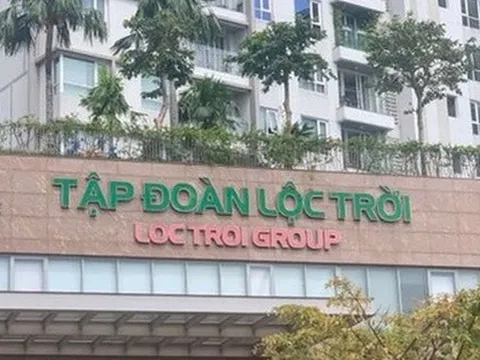 TẬP ĐOÀN LỘC TRỜI
LOC TROI GROUP